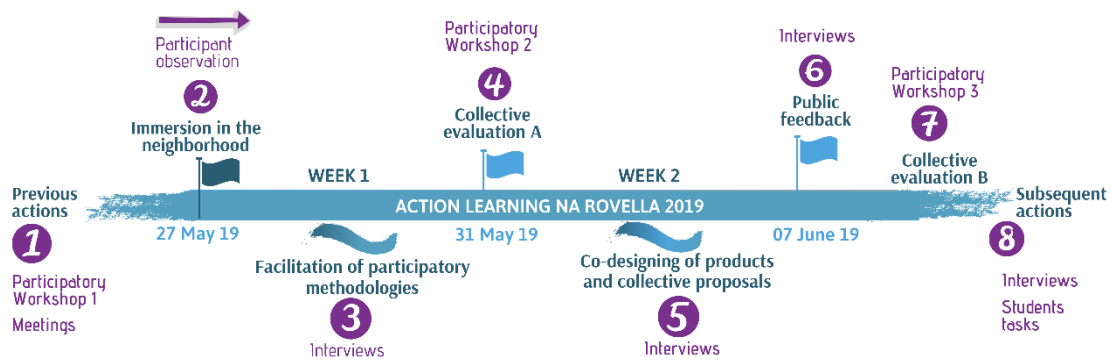 Participant
observation
2
Immersion in the
neighborhood
Participatory
Workshop 2
4
Collective
evaluation A
Interviews
6
Public
feedback
Participatory
Workshop 3
7
Collective
evaluation B
WEEK 1
WEEK 2
Previous
actions
1
Participatory
Workshop 1
Meetings
ACTION LEARNING NA ROVELLA 2019
27 May 19
31 May 19
07 June 19
Facilitation of participatory
methodologies
3
Interviews
Co-designing of products
and collective proposals
5
Interviews
Subsequent
actions
8
Interviews
Students
tasks